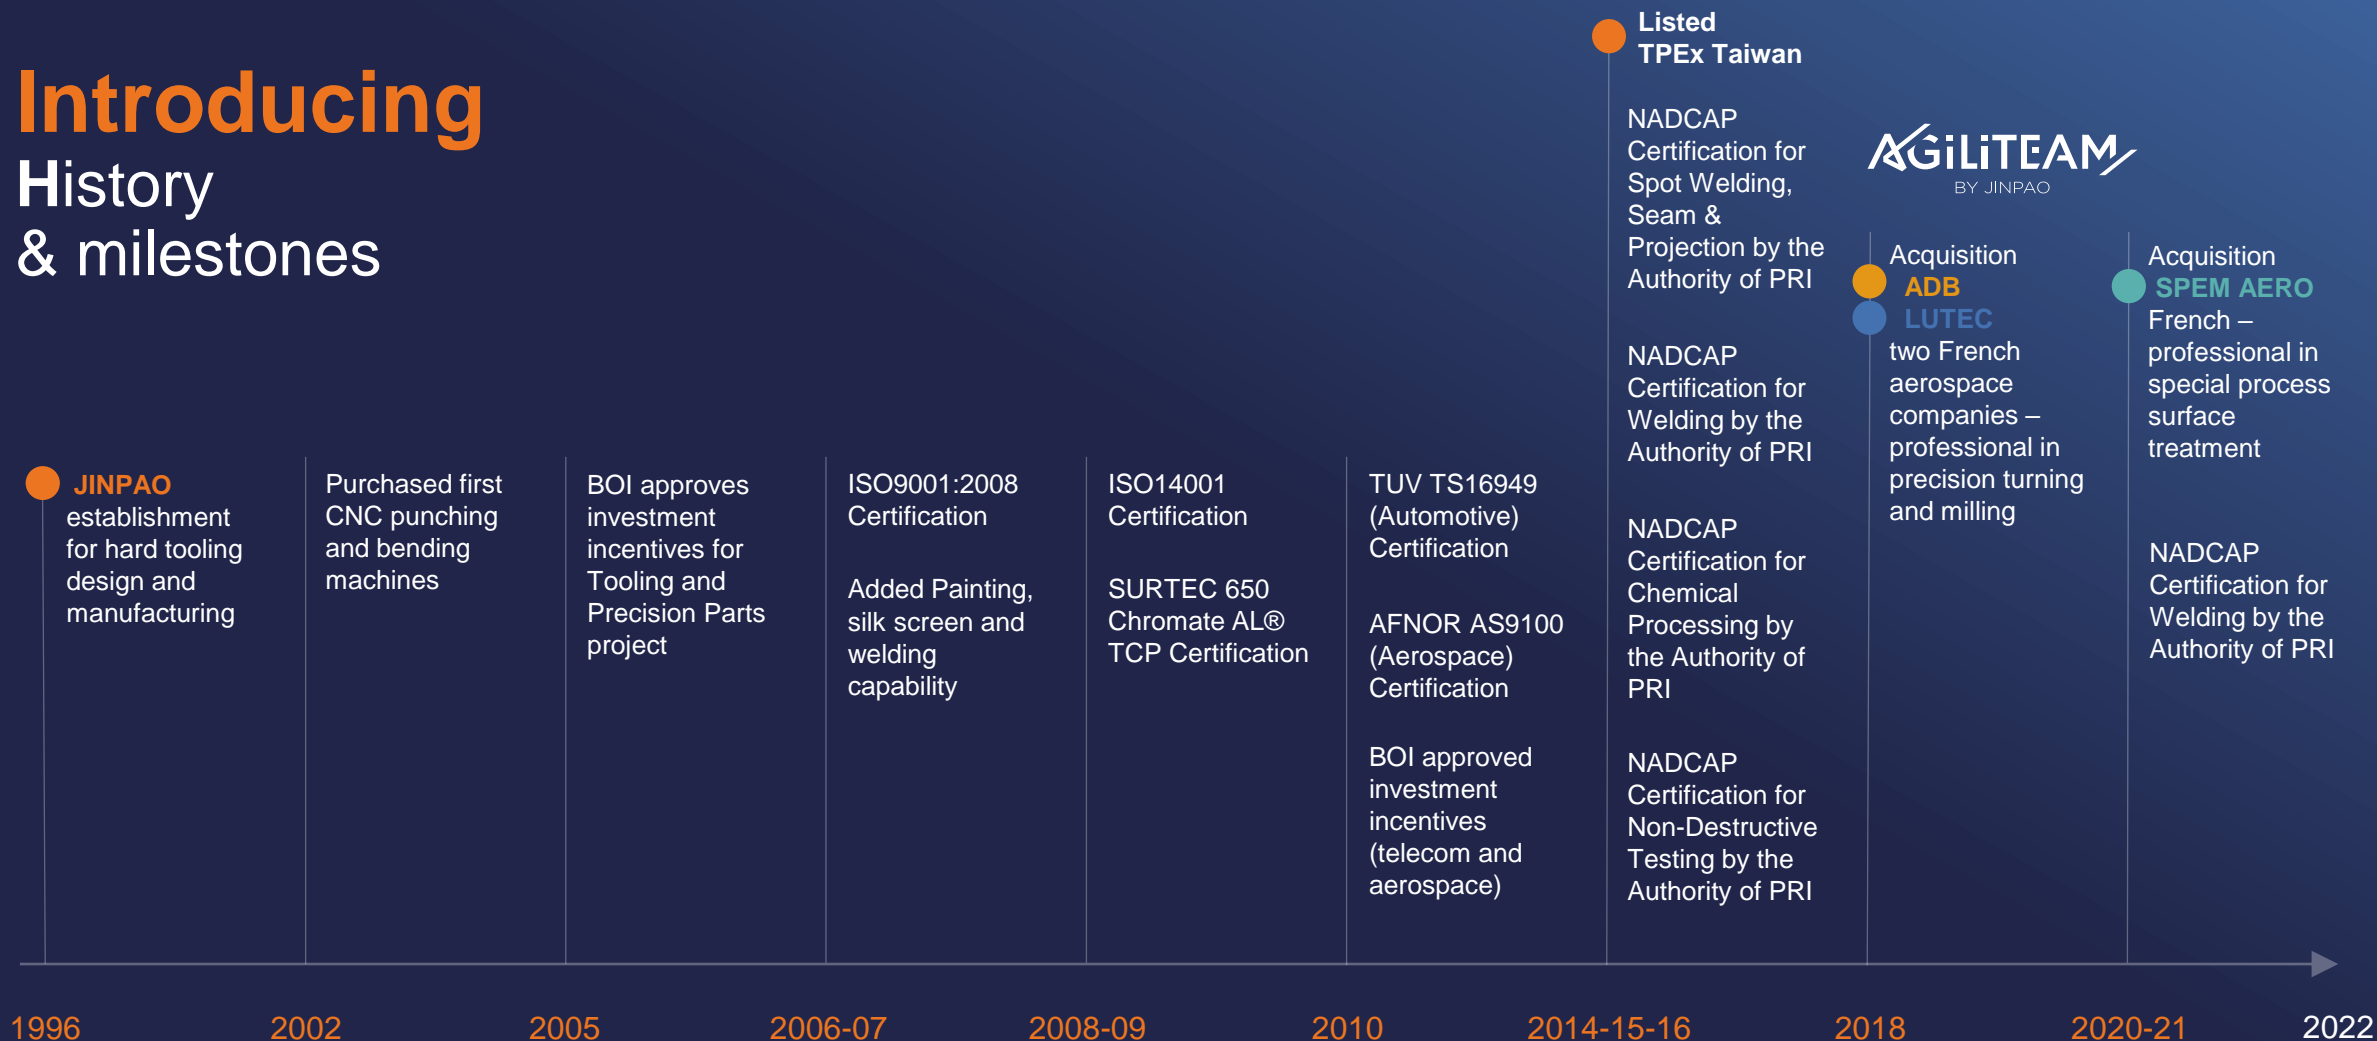 Introducing
History
& milestones
JINPAO
establishment
for hard tooling
design and
manufacturing
Purchased first
CNC punching
and bending
machines
BOI approves
investment
incentives for
Tooling and
Precision Parts
project
ISO9001:2008
Certification
Added Painting,
silk screen and
welding
capability
ISO14001
Certification
SURTEC 650
Chromate AL®
TCP Certification
TUV TS16949
(Automotive)
Certification
AFNOR AS9100
(Aerospace)
Certification
BOI approved
investment
incentives
(telecom and
aerospace)
Listed
TPEx Taiwan
NADCAP
Certification for
Spot Welding,
Seam &
Projection by the
Authority of PRI
NADCAP
Certification for
Welding by the
Authority of PRI
NADCAP
Certification for
Chemical
Processing by
the Authority of
PRI
NADCAP
Certification for
Non-Destructive
Testing by the
Authority of PRI
AGiLiTEAM
BY JINPAO
Acquisition
ADB
LUTEC
two French
aerospace
companies –
professional in
precision turning
and milling
Acquisition
SPEM AERO
French –
professional in
special process
surface
treatment
NADCAP
Certification for
Welding by the
Authority of PRI
1996
2002
2005
2006-07
2008-09
2010
2014-15-16
2018
2020-21
2022